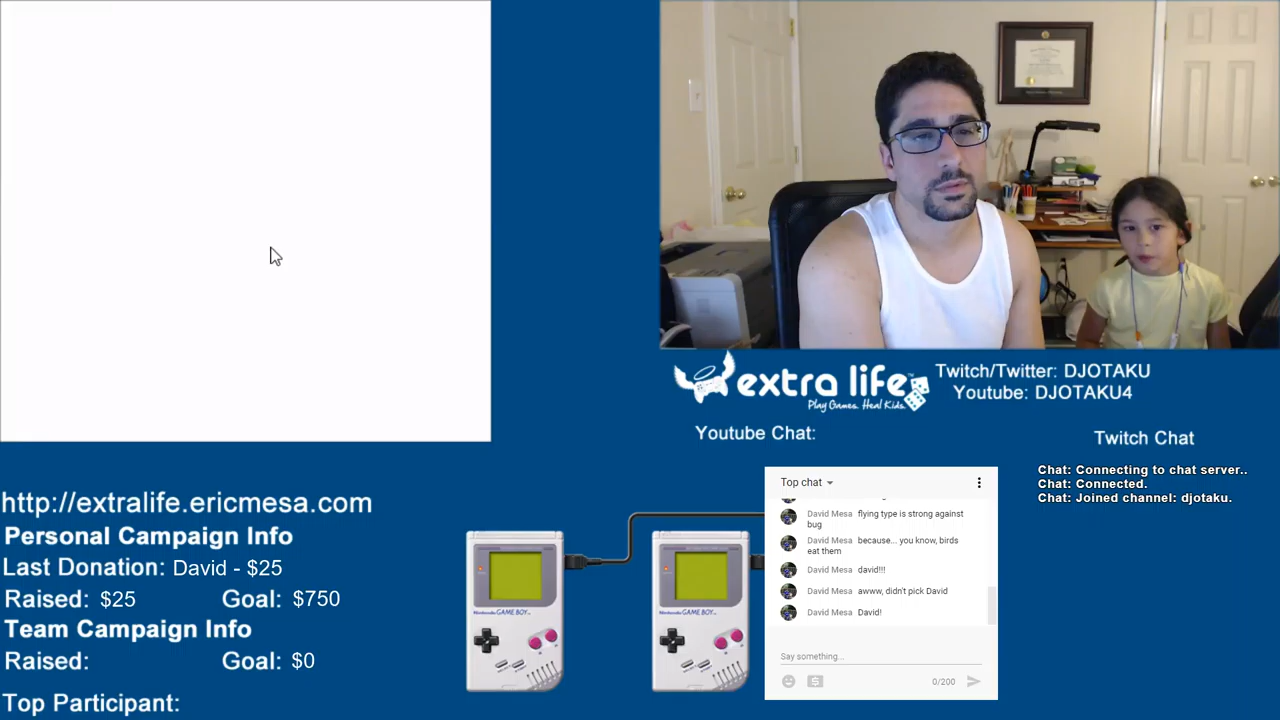 extra life™
Play Games. Heal Kids.
Twitch/Twitter: DJOTAKU
Youtube: DJOTAKU4
Youtube Chat:
Twitch Chat
Chat: Connecting to chat server..
Chat: Connected.
Chat: Joined channel: djotaku.
Top chat
David Mesa flying type is strong against
bug
David Mesa because... you know, birds
eat them
David Mesa david!!!
David Mesa awww, didn't pick David
David Mesa David!
Say something...
0/200
http://extralife.ericmesa.com
Personal Campaign Info
Last Donation: David - $25
Raised: $25 Goal: $750
Team Campaign Info
Raised: Goal: $0
Top Participant:
Nintendo GAME BOY
Nintendo GAME BOY